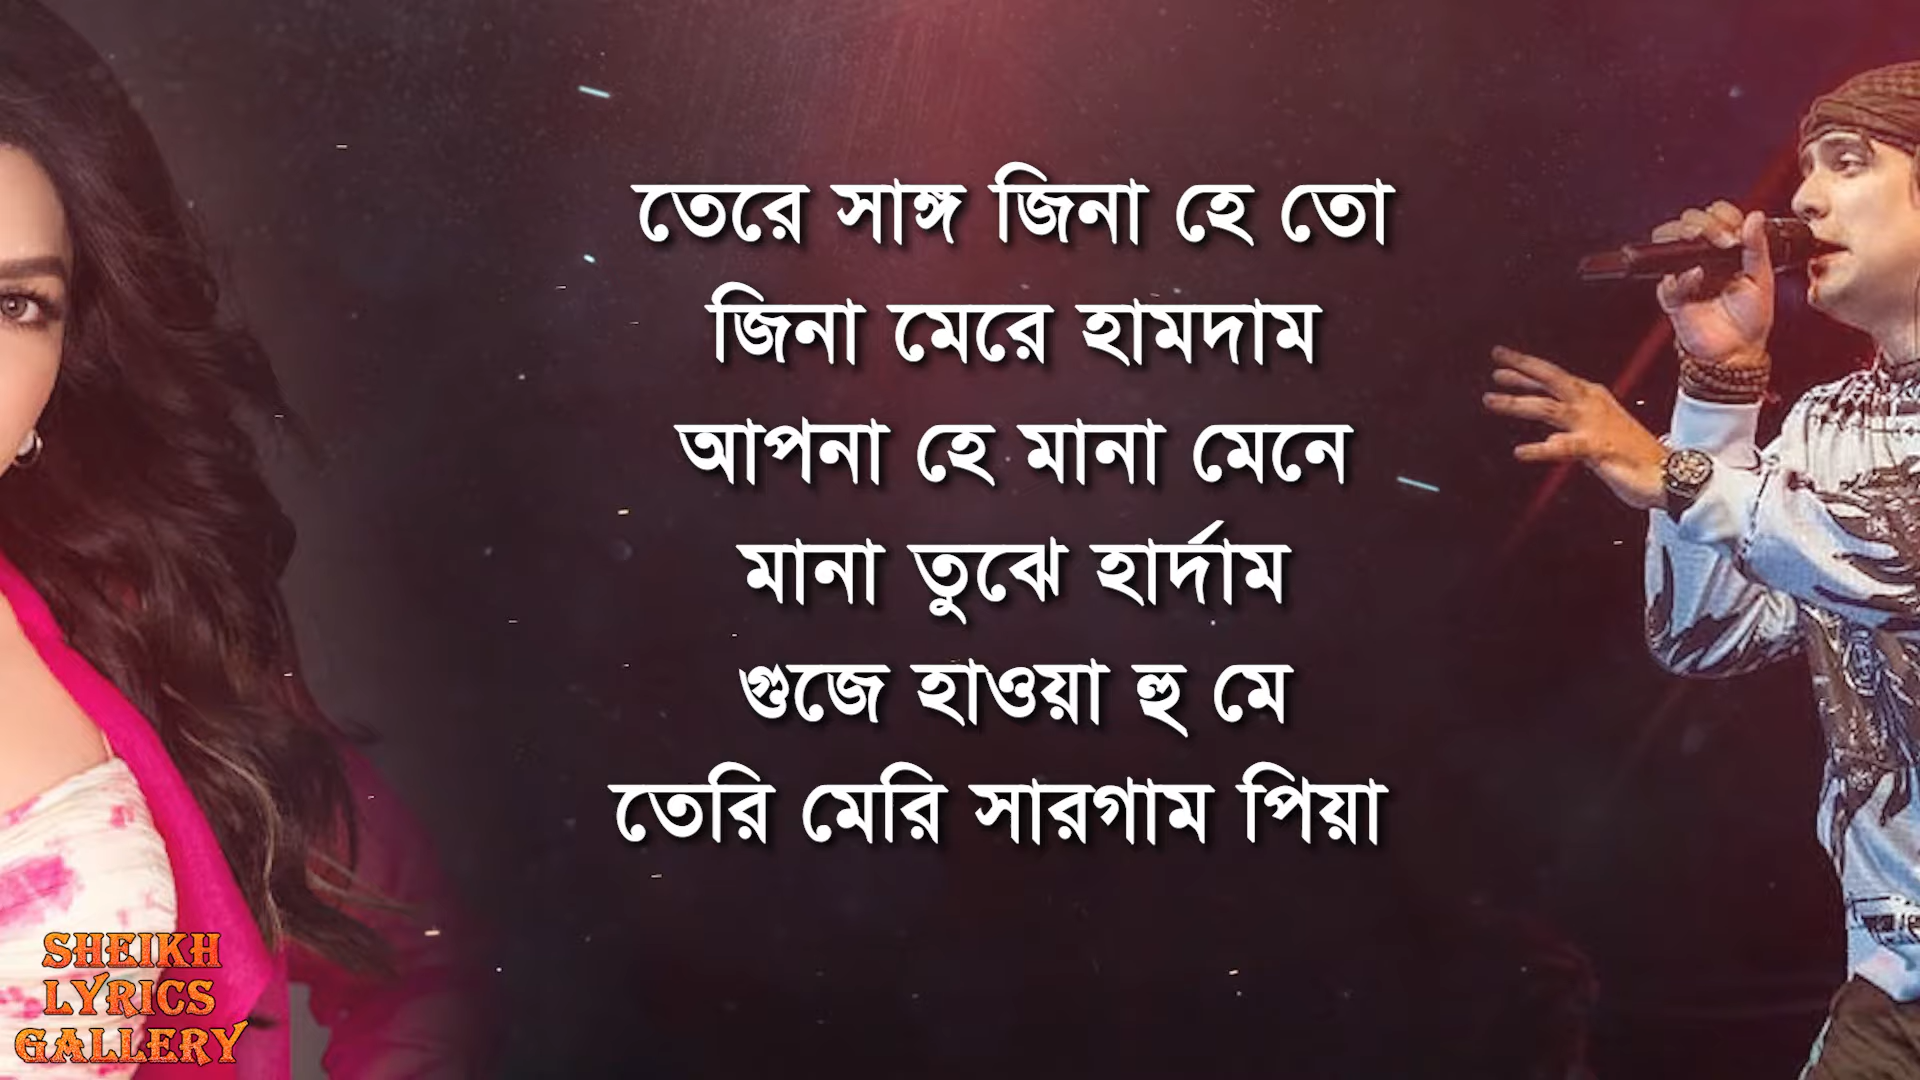 তেরে সাঙ্গ জিনা হে তো
জিনা মেরে হামদাম
আপনা হে মানা মেনে
মানা তুঝে হার্দাম
গুজে হাওয়া হু মে
তেরি মেরি সারগাম পিয়া
SHEIKH
LYRICS
GALLERY